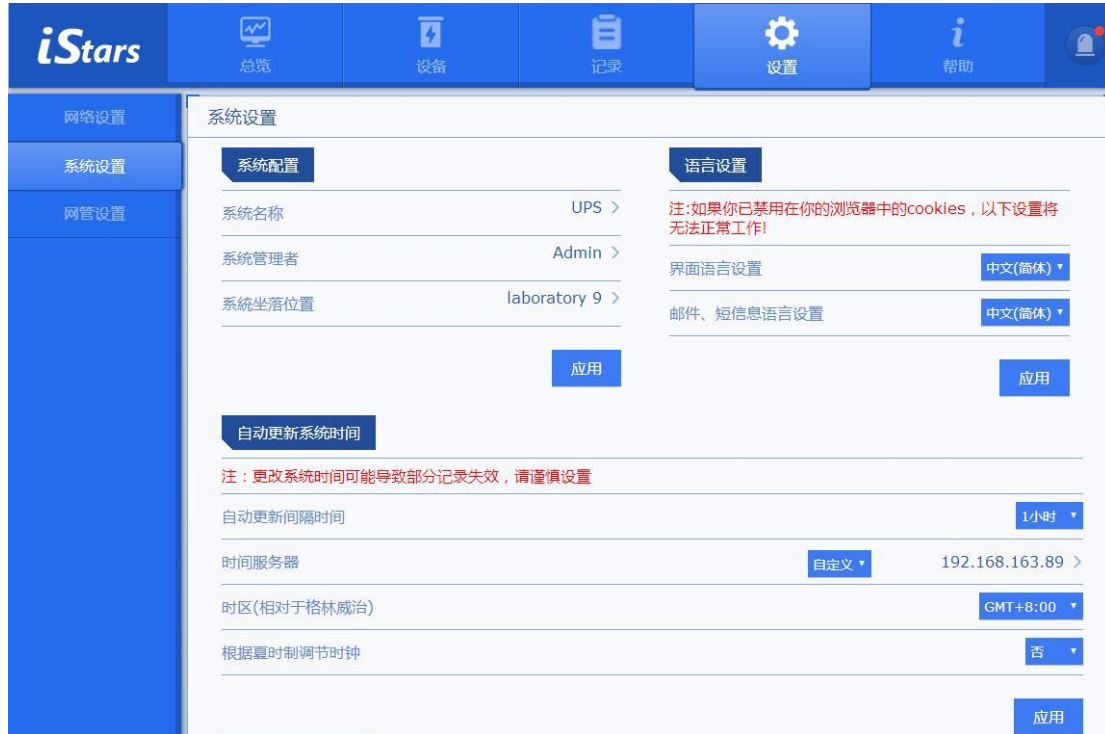 iStars
总览
设备
记录
设置
帮助
网络设置
系统设置
网管设置
系统设置
系统配置
系统名称 UPS >
系统管理者 Admin >
系统坐落位置 laboratory 9 >
应用
语言设置
注:如果你已禁用在你的浏览器中的cookies，以下设置将
无法正常工作!
界面语言设置 中文(简体)
邮件、短信息语言设置 中文(简体)
应用
自动更新系统时间
注：更改系统时间可能导致部分记录失效，请谨慎设置
自动更新间隔时间 1小时
时间服务器 自定义 192.168.163.89 >
时区(相对于格林威治) GMT+8:00
根据夏时制调节时钟 否
应用